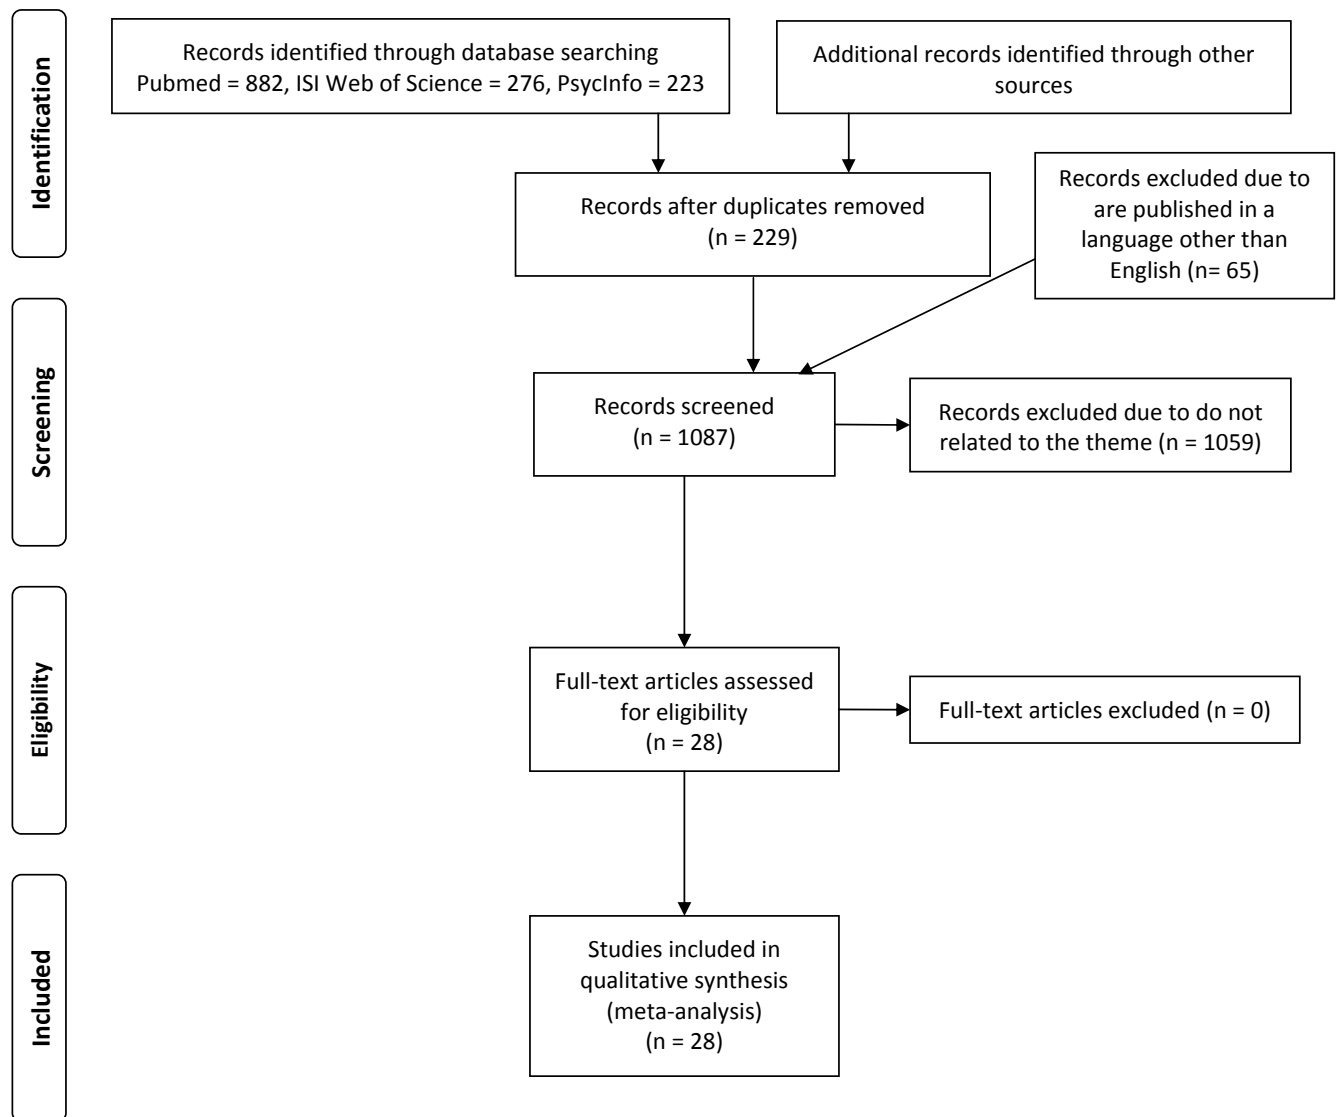 Identification
Records identified through database searching
Pubmed = 882, ISI Web of Science = 276, PsycInfo = 223
Additional records identified through other
sources
Records after duplicates removed
(n = 229)
Records excluded due to
are published in a
language other than
English (n= 65)
Screening
Records screened
(n = 1087)
Records excluded due to do not
related to the theme (n = 1059)
Eligibility
Full-text articles assessed
for eligibility
(n = 28)
Full-text articles excluded (n = 0)
Included
Studies included in
qualitative synthesis
(meta-analysis)
(n = 28)